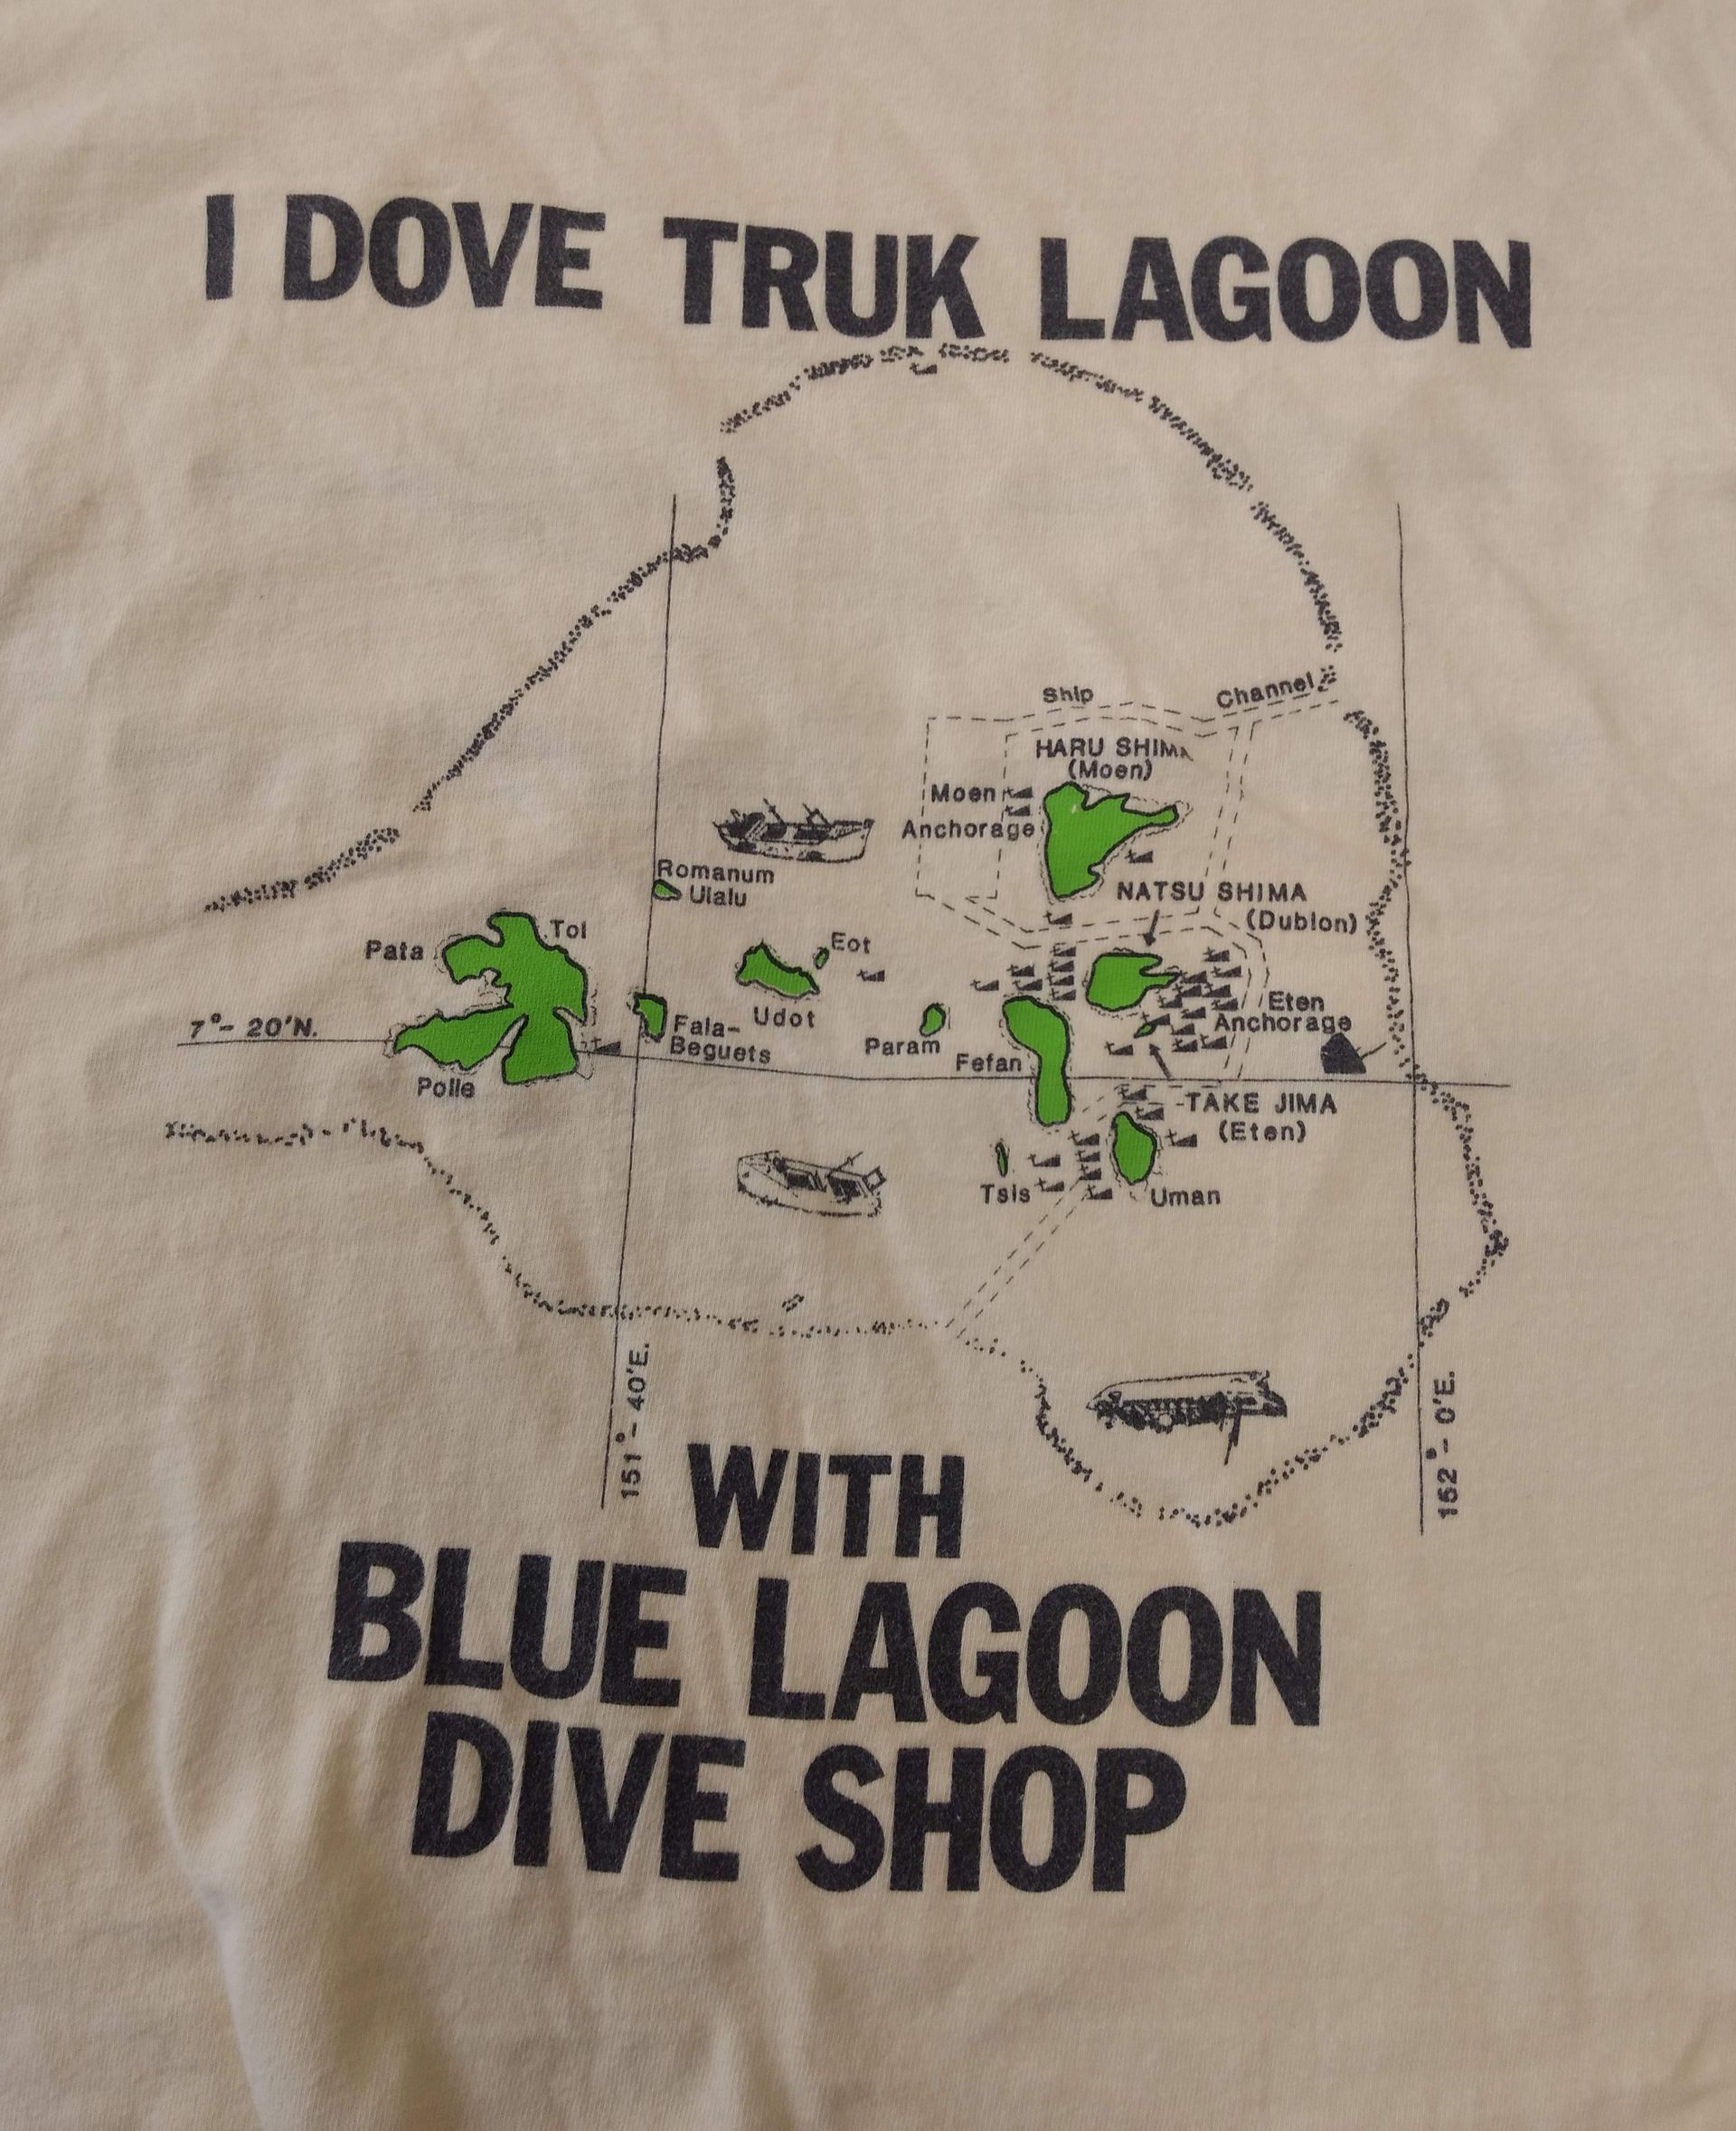 I DOVE TRUK LAGOON
Ship Channel
HARU SHIMA
(Moen)
Moen
Anchorage
Romanum
Ulalu
NATSU SHIMA
(Dublon)
Pata
Tol
Eot
Udot
Eten
Anchorage
7°- 20'N.
Fala-
Beguets
Param
Fefan
Polle
TAKE JIMA
(Eten)
Tsis
Uman
151°- 40'E.
152°- 0'E.
WITH
BLUE LAGOON
DIVE SHOP